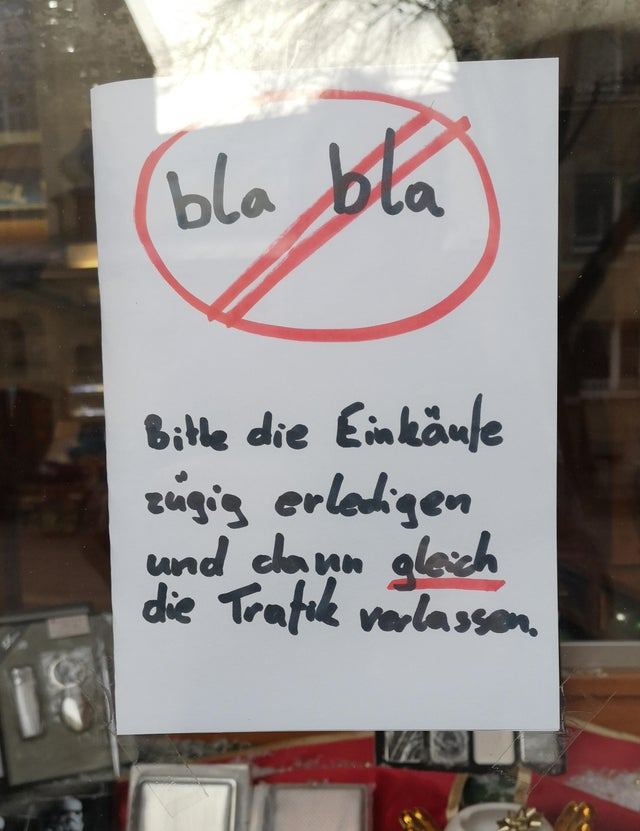 bla bla
Bitte die Einkäufe
zügig erledigen
und dann gleich
die Trafik verlassen.